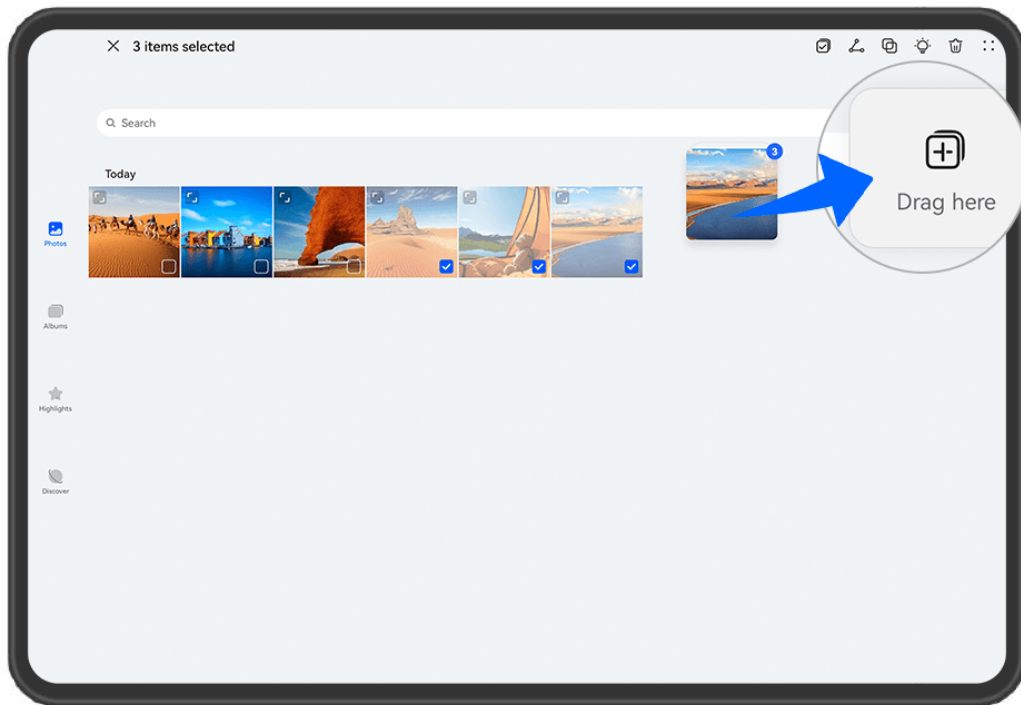 3 items selected
Search
Today
3
Drag here
Photos
Albums
Highlights
Discover